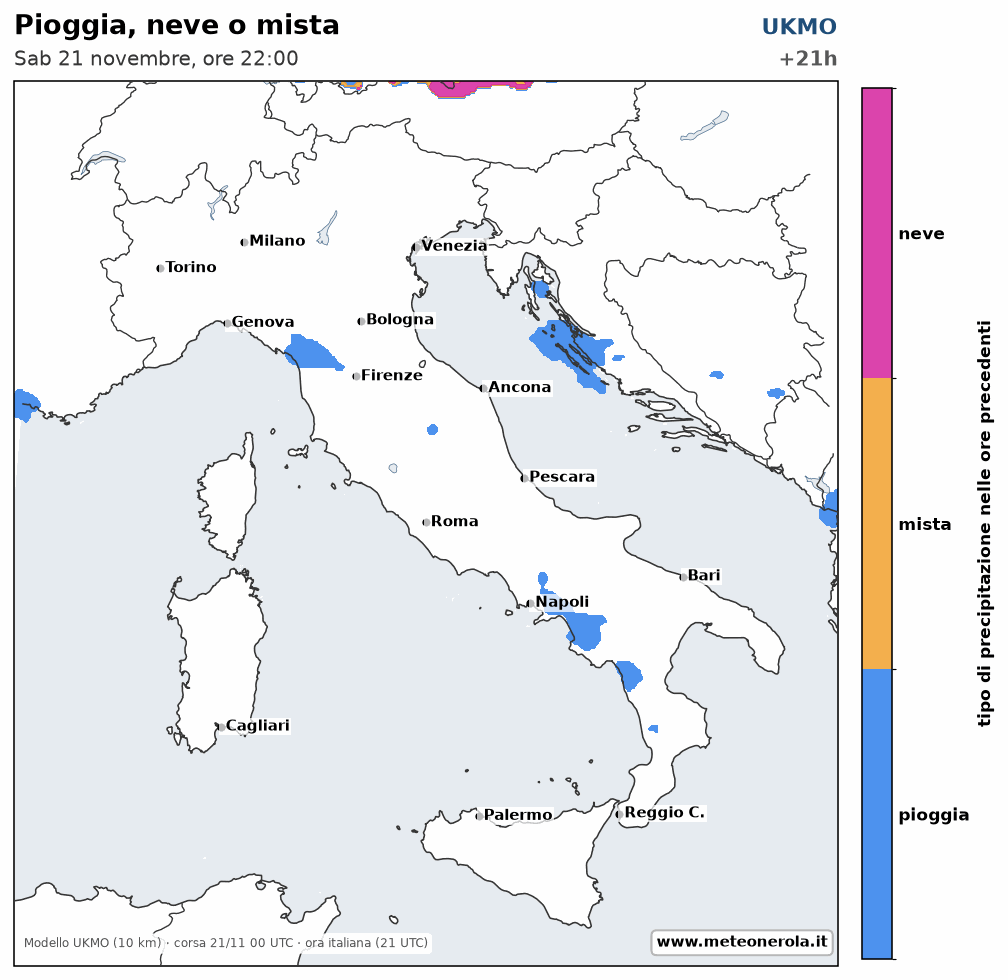 Pioggia, neve o mista
UKMO
Sab 21 novembre, ore 22:00
+21h
neve
mista
pioggia
tipo di precipitazione nelle ore precedenti
Milano
Venezia
Torino
Genova
Bologna
Firenze
Ancona
Pescara
Roma
Bari
Napoli
Cagliari
Palermo
Reggio C.
Modello UKMO (10 km) · corsa 21/11 00 UTC · ora italiana (21 UTC)
www.meteonerola.it